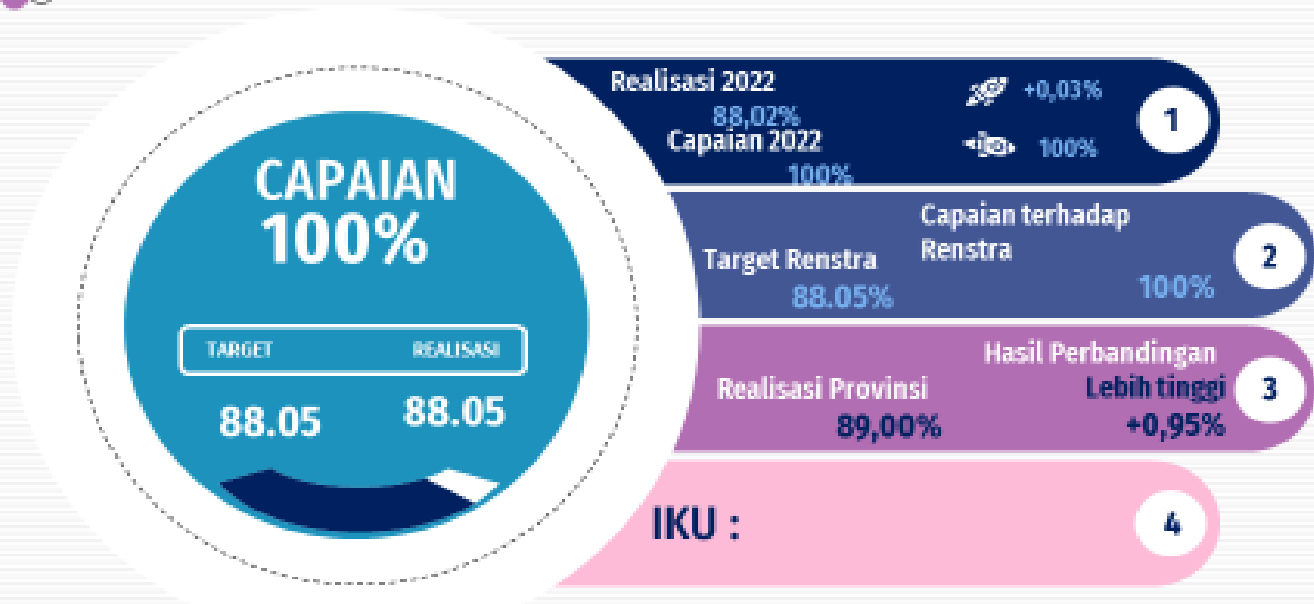 CAPAIAN
100%
TARGET REALISASI
88.05 88.05
Realisasi 2022
88,02%
Capaian 2022
100%
+0,03%
100%
1
Target Renstra
88.05%
Capaian terhadap
Renstra
100%
2
Realisasi Provinsi
89,00%
Hasil Perbandingan
Lebih tinggi
+0,95%
3
IKU :
4